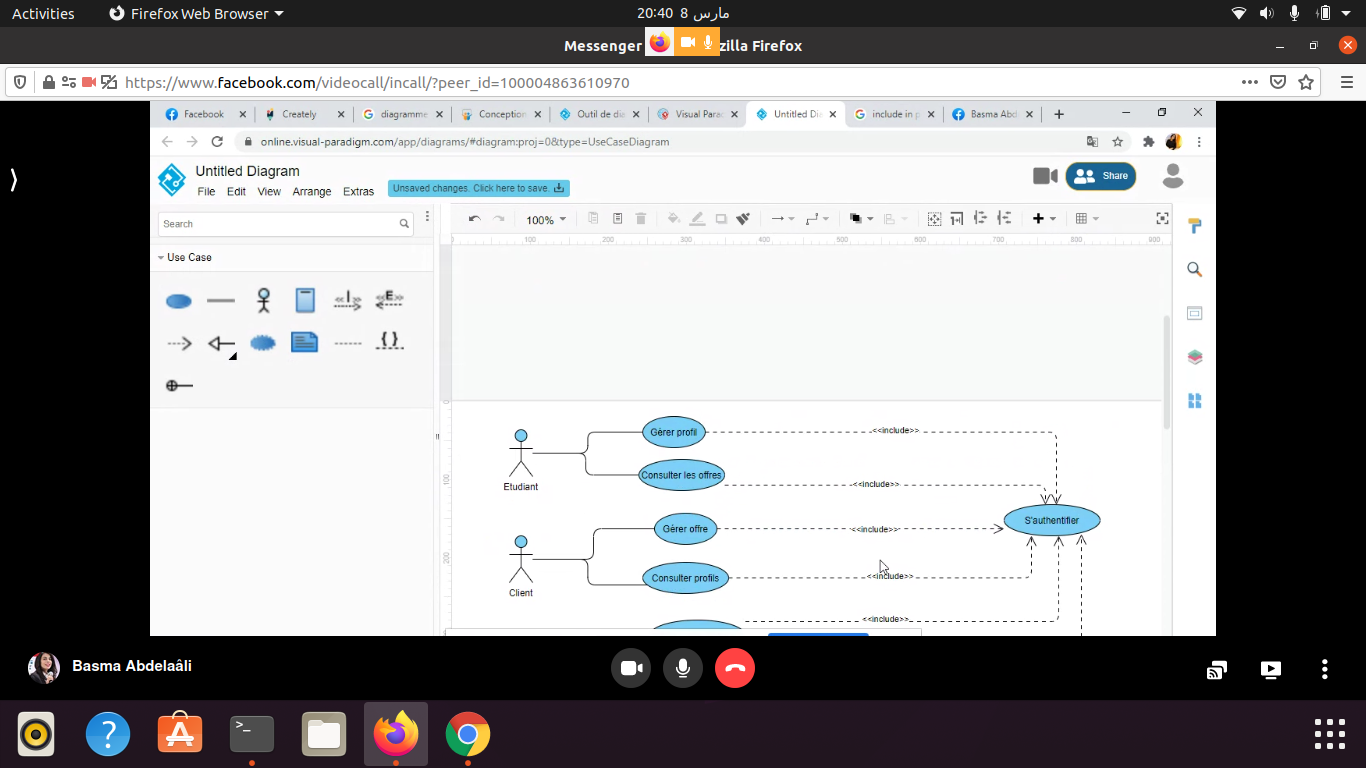 Activities
Firefox Web Browser
20:40 8 مارس
Messenger
zilla Firefox
https://www.facebook.com/videocall/incall/?peer_id=100004863610970
Facebook
Creately
diagramme
Conception
Outil de dia
Visual Para
Untitled Dia
include in p
Basma Abde
online.visual-paradigm.com/app/diagrams/#diagram:proj=0&type=UseCaseDiagram
Untitled Diagram
File Edit View Arrange Extras
Unsaved changes. Click here to save.
Share
Search
100%
100 200 300 400 500 600 700 800 900
Use Case
<<I>>
<<E>>
{ }
0
100
200
Gérer profil
<<include>>
Consulter les offres
<<include>>
Etudiant
S'authentifier
Gérer offre
<<include>>
Consulter profils
<<include>>
Client
<<include>>
Basma Abdelaâli